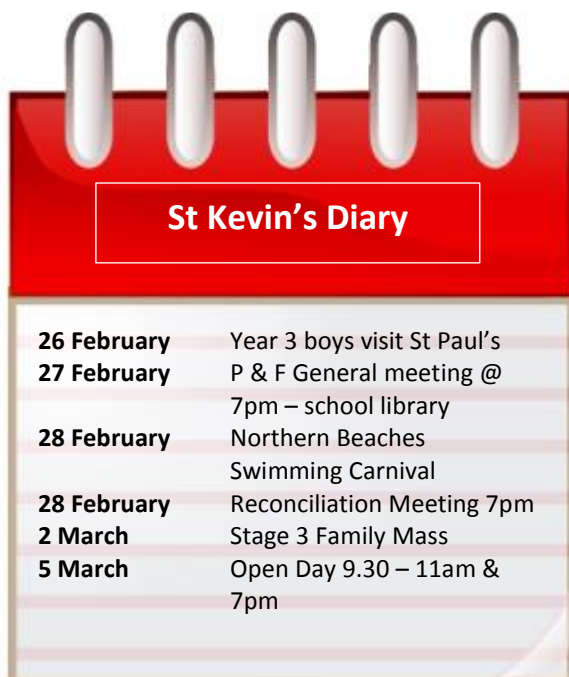 St Kevin’s Diary
26 February Year 3 boys visit St Paul’s
27 February P & F General meeting @
7pm – school library
28 February Northern Beaches
Swimming Carnival
28 February Reconciliation Meeting 7pm
2 March Stage 3 Family Mass
5 March Open Day 9.30 – 11am &
7pm